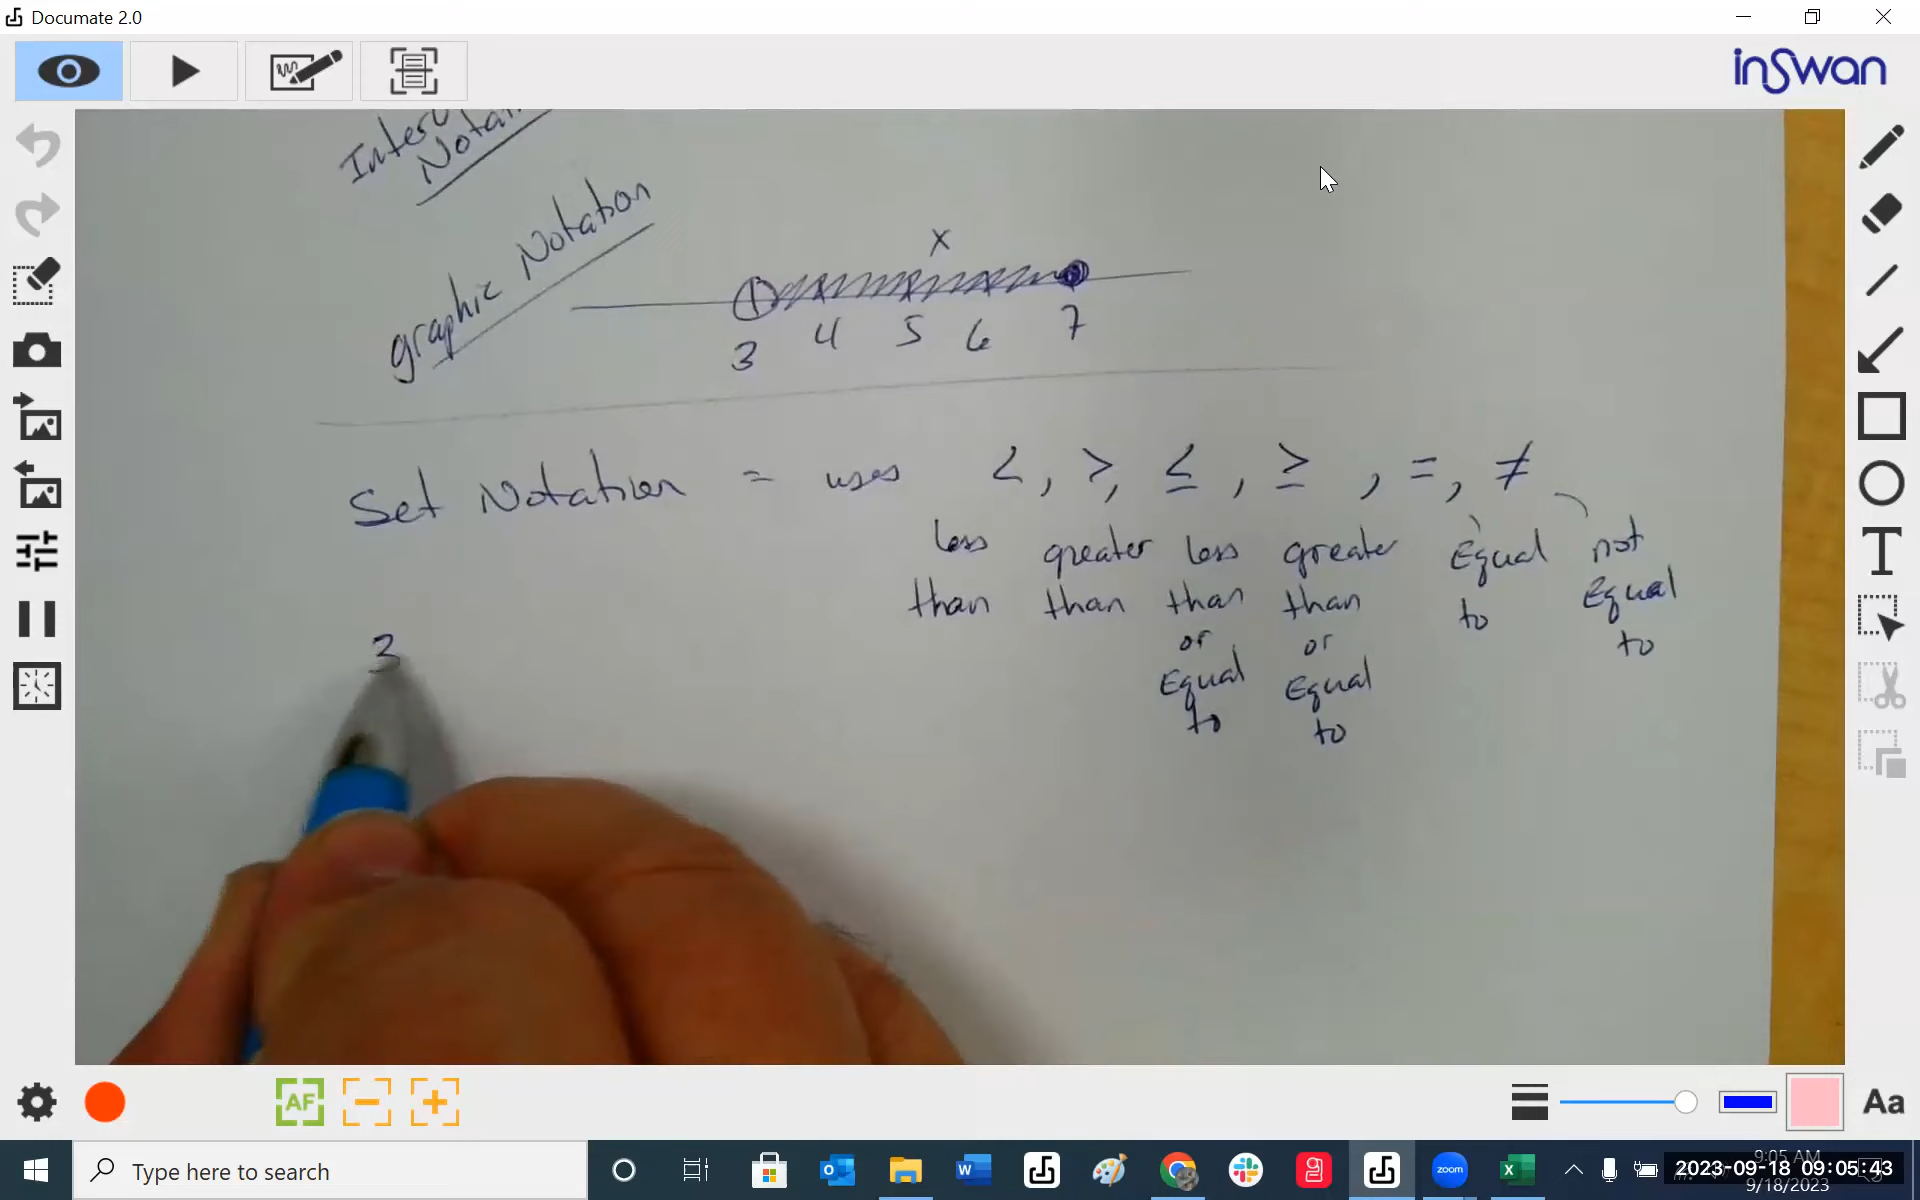 Documate 2.0
inSwan
Notat
graphic Notation
X
3 4 5 6 7
Set Notation = uses <, >, ≤, ≥, =, ≠
less greater less greater Equal not
than than than than to Equal
or or to
Equal Equal
to to
3
AF
Aa
Type here to search
zoom
9:05 AM
2023-09-18 09:05:43
9/18/2023